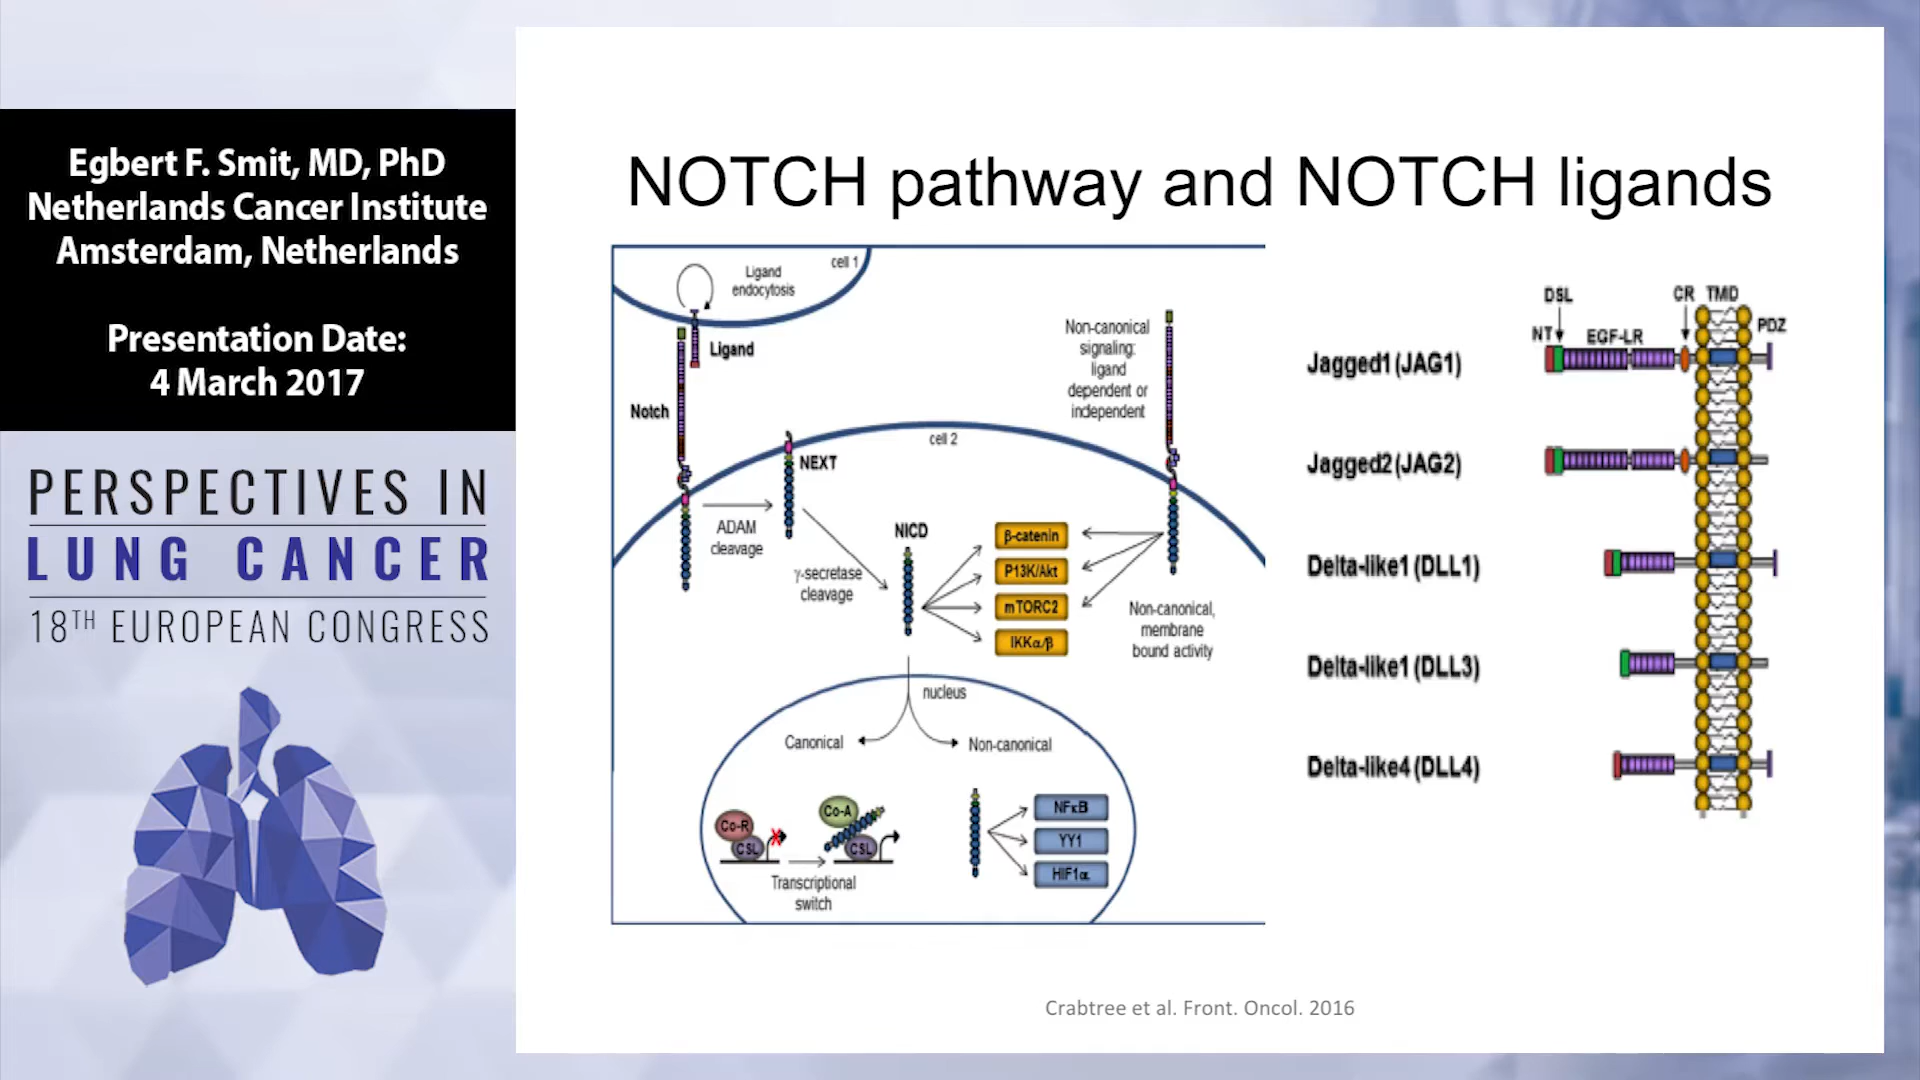 Egbert F. Smit, MD, PhD
Netherlands Cancer Institute
Amsterdam, Netherlands
Presentation Date:
4 March 2017
PERSPECTIVES IN
LUNG CANCER
18TH EUROPEAN CONGRESS
NOTCH pathway and NOTCH ligands
cell 1
Ligand
endocytosis
Ligand
Notch
Non-canonical
signaling:
ligand
dependent or
independent
cell 2
NEXT
ADAM
cleavage
NICD
γ-secretase
cleavage
β-catenin
P13K/Akt
mTORC2
IKKα/β
Non-canonical,
membrane
bound activity
nucleus
Canonical
Non-canonical
Co-R
CSL
Co-A
CSL
Transcriptional
switch
NFκB
YY1
HIF1α
DSL
CR
TMD
NT
EGF-LR
PDZ
Jagged1 (JAG1)
Jagged2 (JAG2)
Delta-like1 (DLL1)
Delta-like1 (DLL3)
Delta-like4 (DLL4)
Crabtree et al. Front. Oncol. 2016